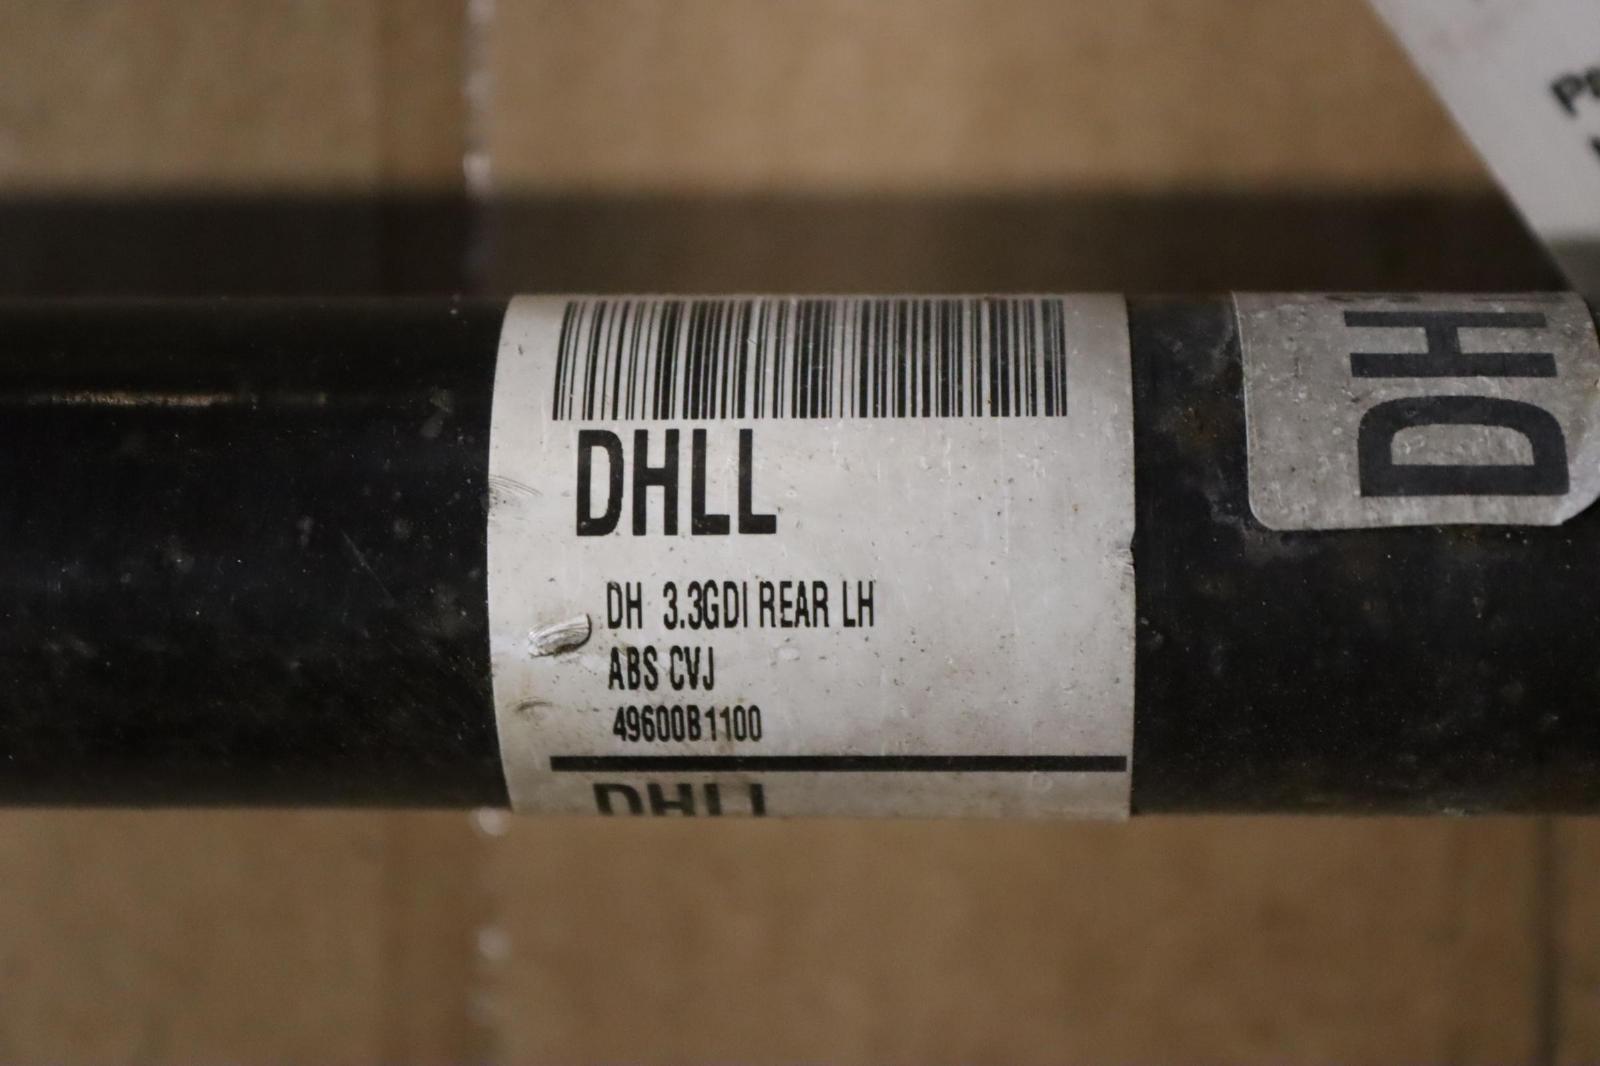 DHLL
DH 3.3GDI REAR LH
ABS CVJ
49600B1100
DHLL
DH